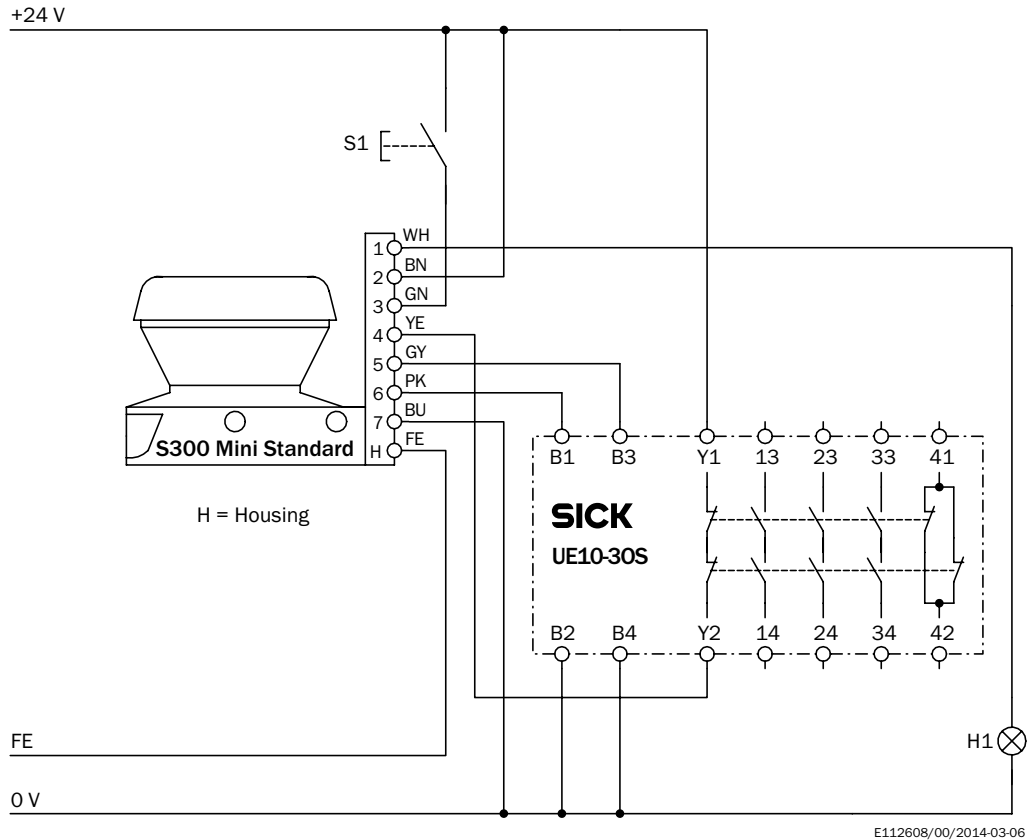 +24 V
S1
1 WH
2 BN
3 GN
4 YE
5 GY
6 PK
7 BU
H FE
S300 Mini Standard
H = Housing
B1 B3 Y1 13 23 33 41
SICK
UE10-30S
B2 B4 Y2 14 24 34 42
FE
H1
0 V
E112608/00/2014-03-06